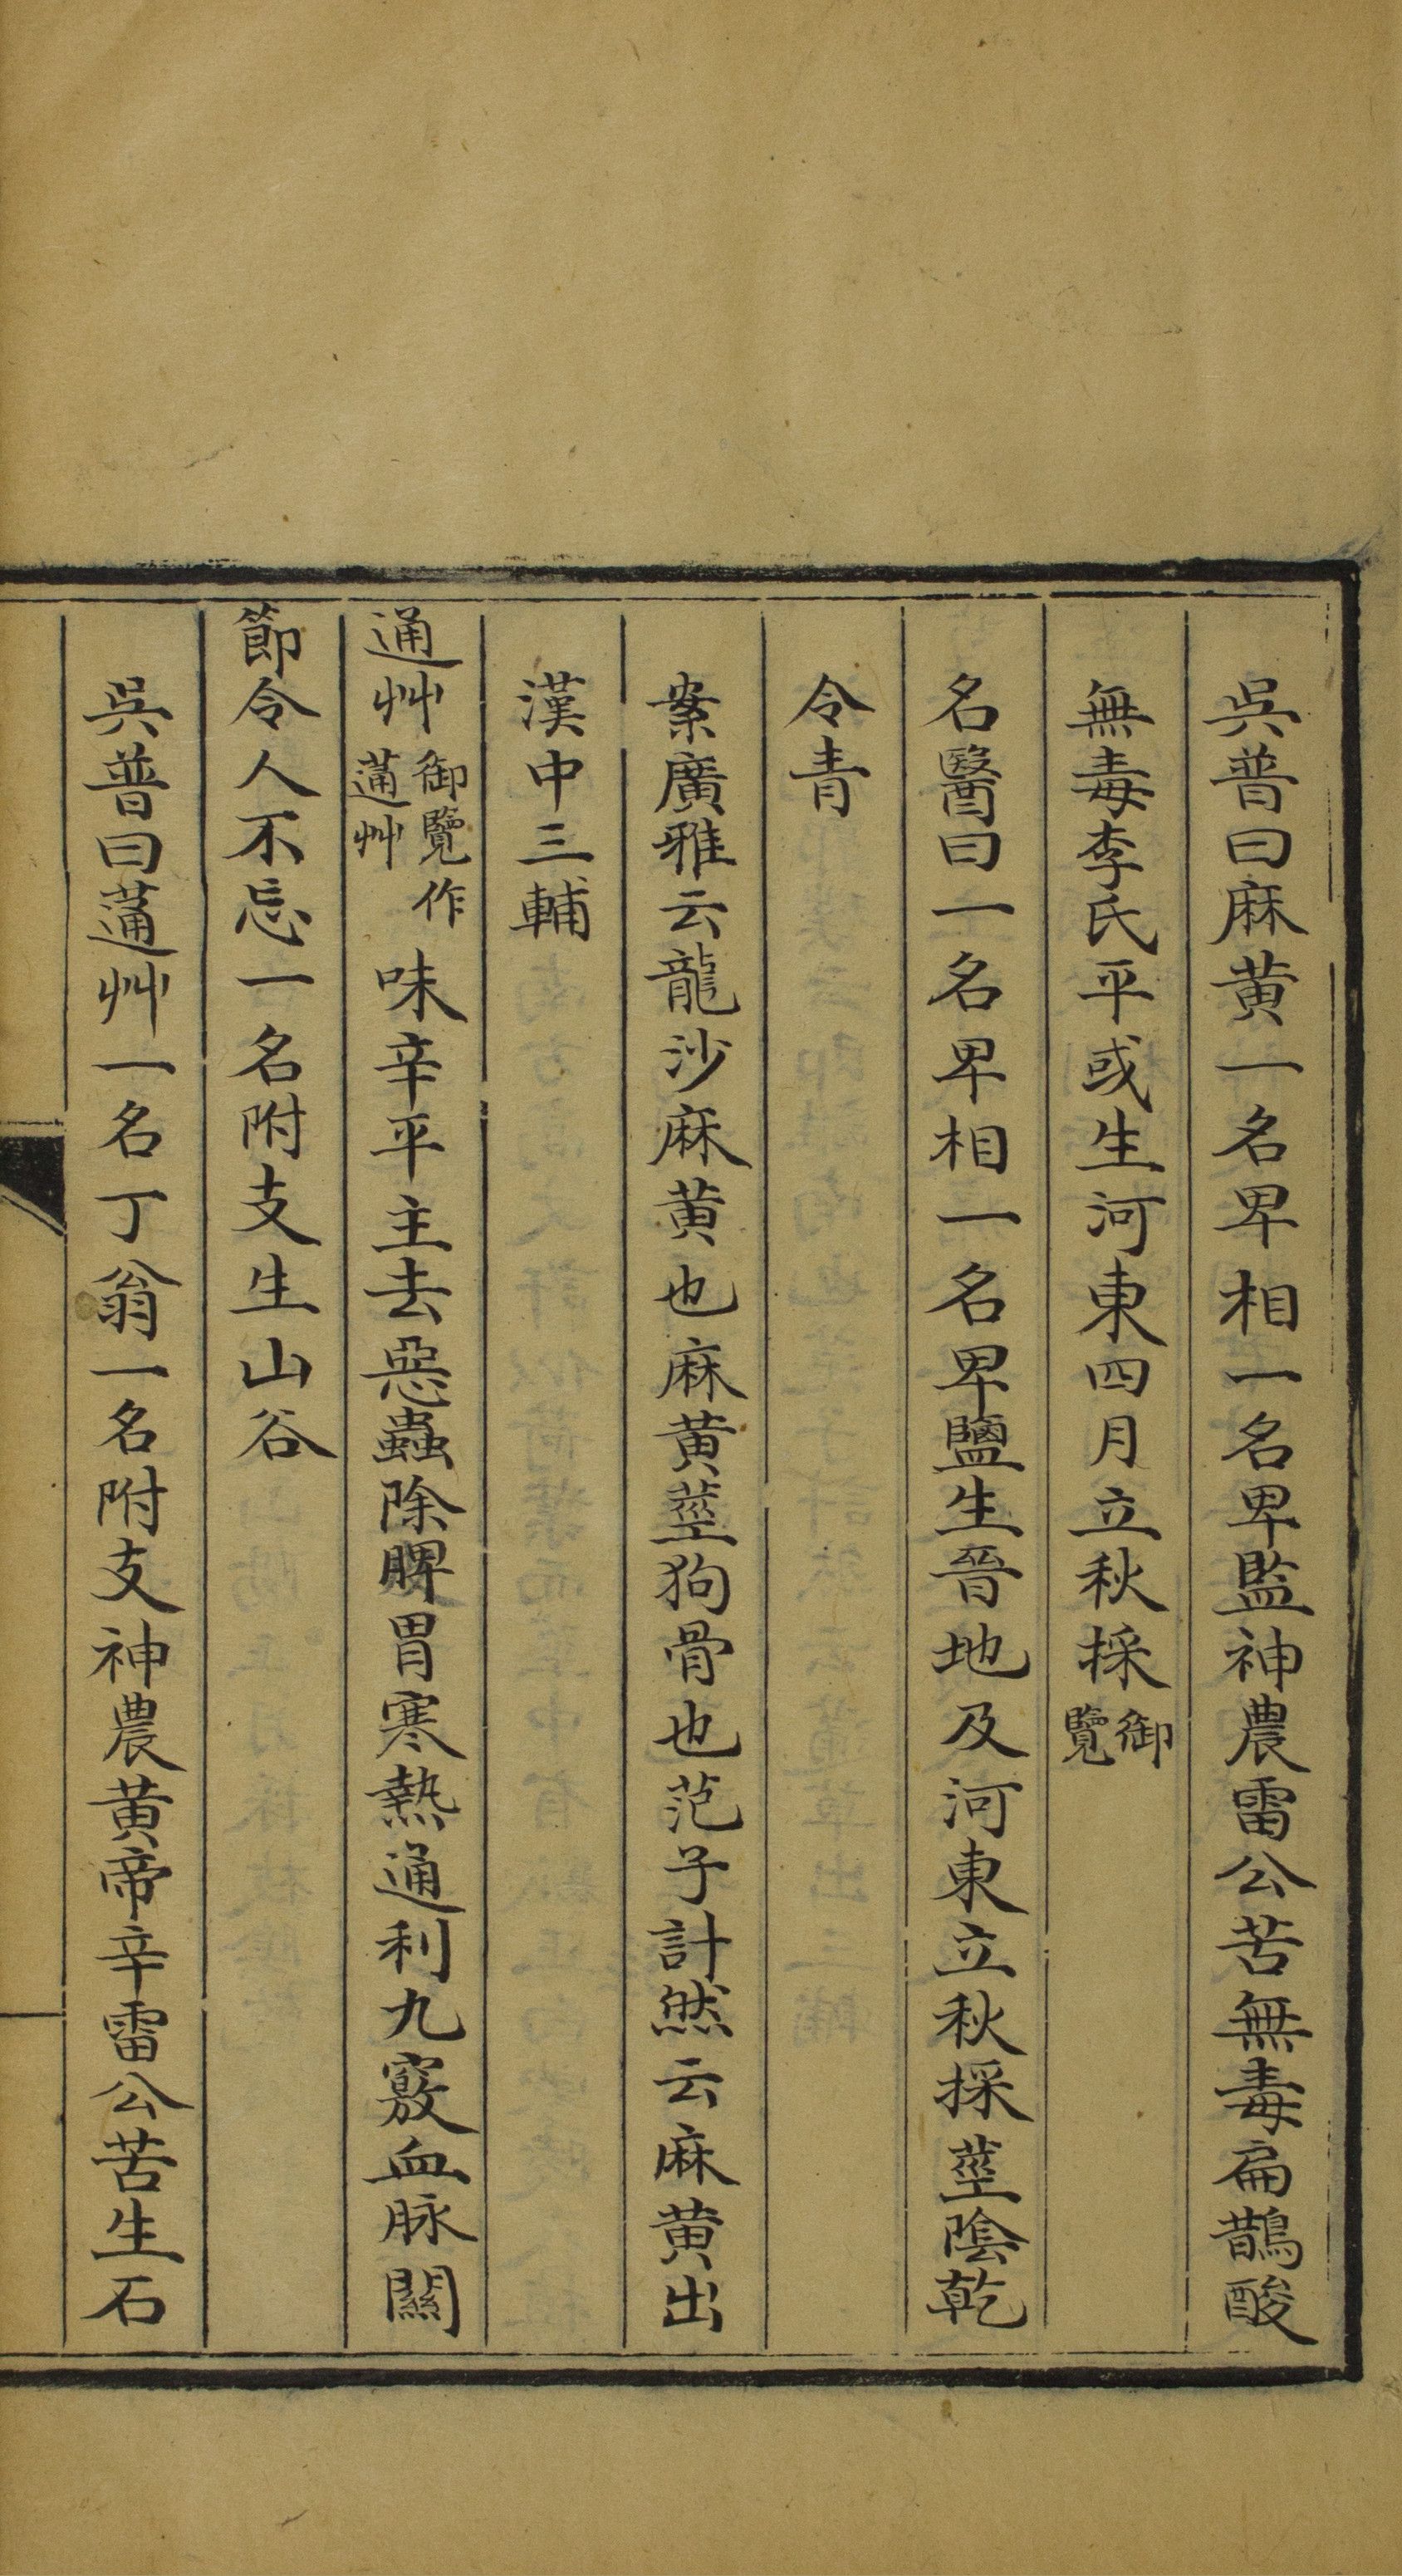 吳普曰麻黄一名卑相一名卑監神農雷公苦無毒扁鵲酸
無毒李氏平或生河東四月立秋採御覽
名醫曰一名卑相一名卑鹽生晉地及河東立秋採莖陰乾
令青
案廣雅云龍沙麻黄也麻黄莖狗骨也范子計然云麻黄出
漢中三輔
通艸御覽作蓪艸味辛平主去惡蟲除脾胃寒熱通利九竅血脉關
節令人不忘一名附支生山谷
吳普曰蓪艸一名丁翁一名附支神農黄帝辛雷公苦生石